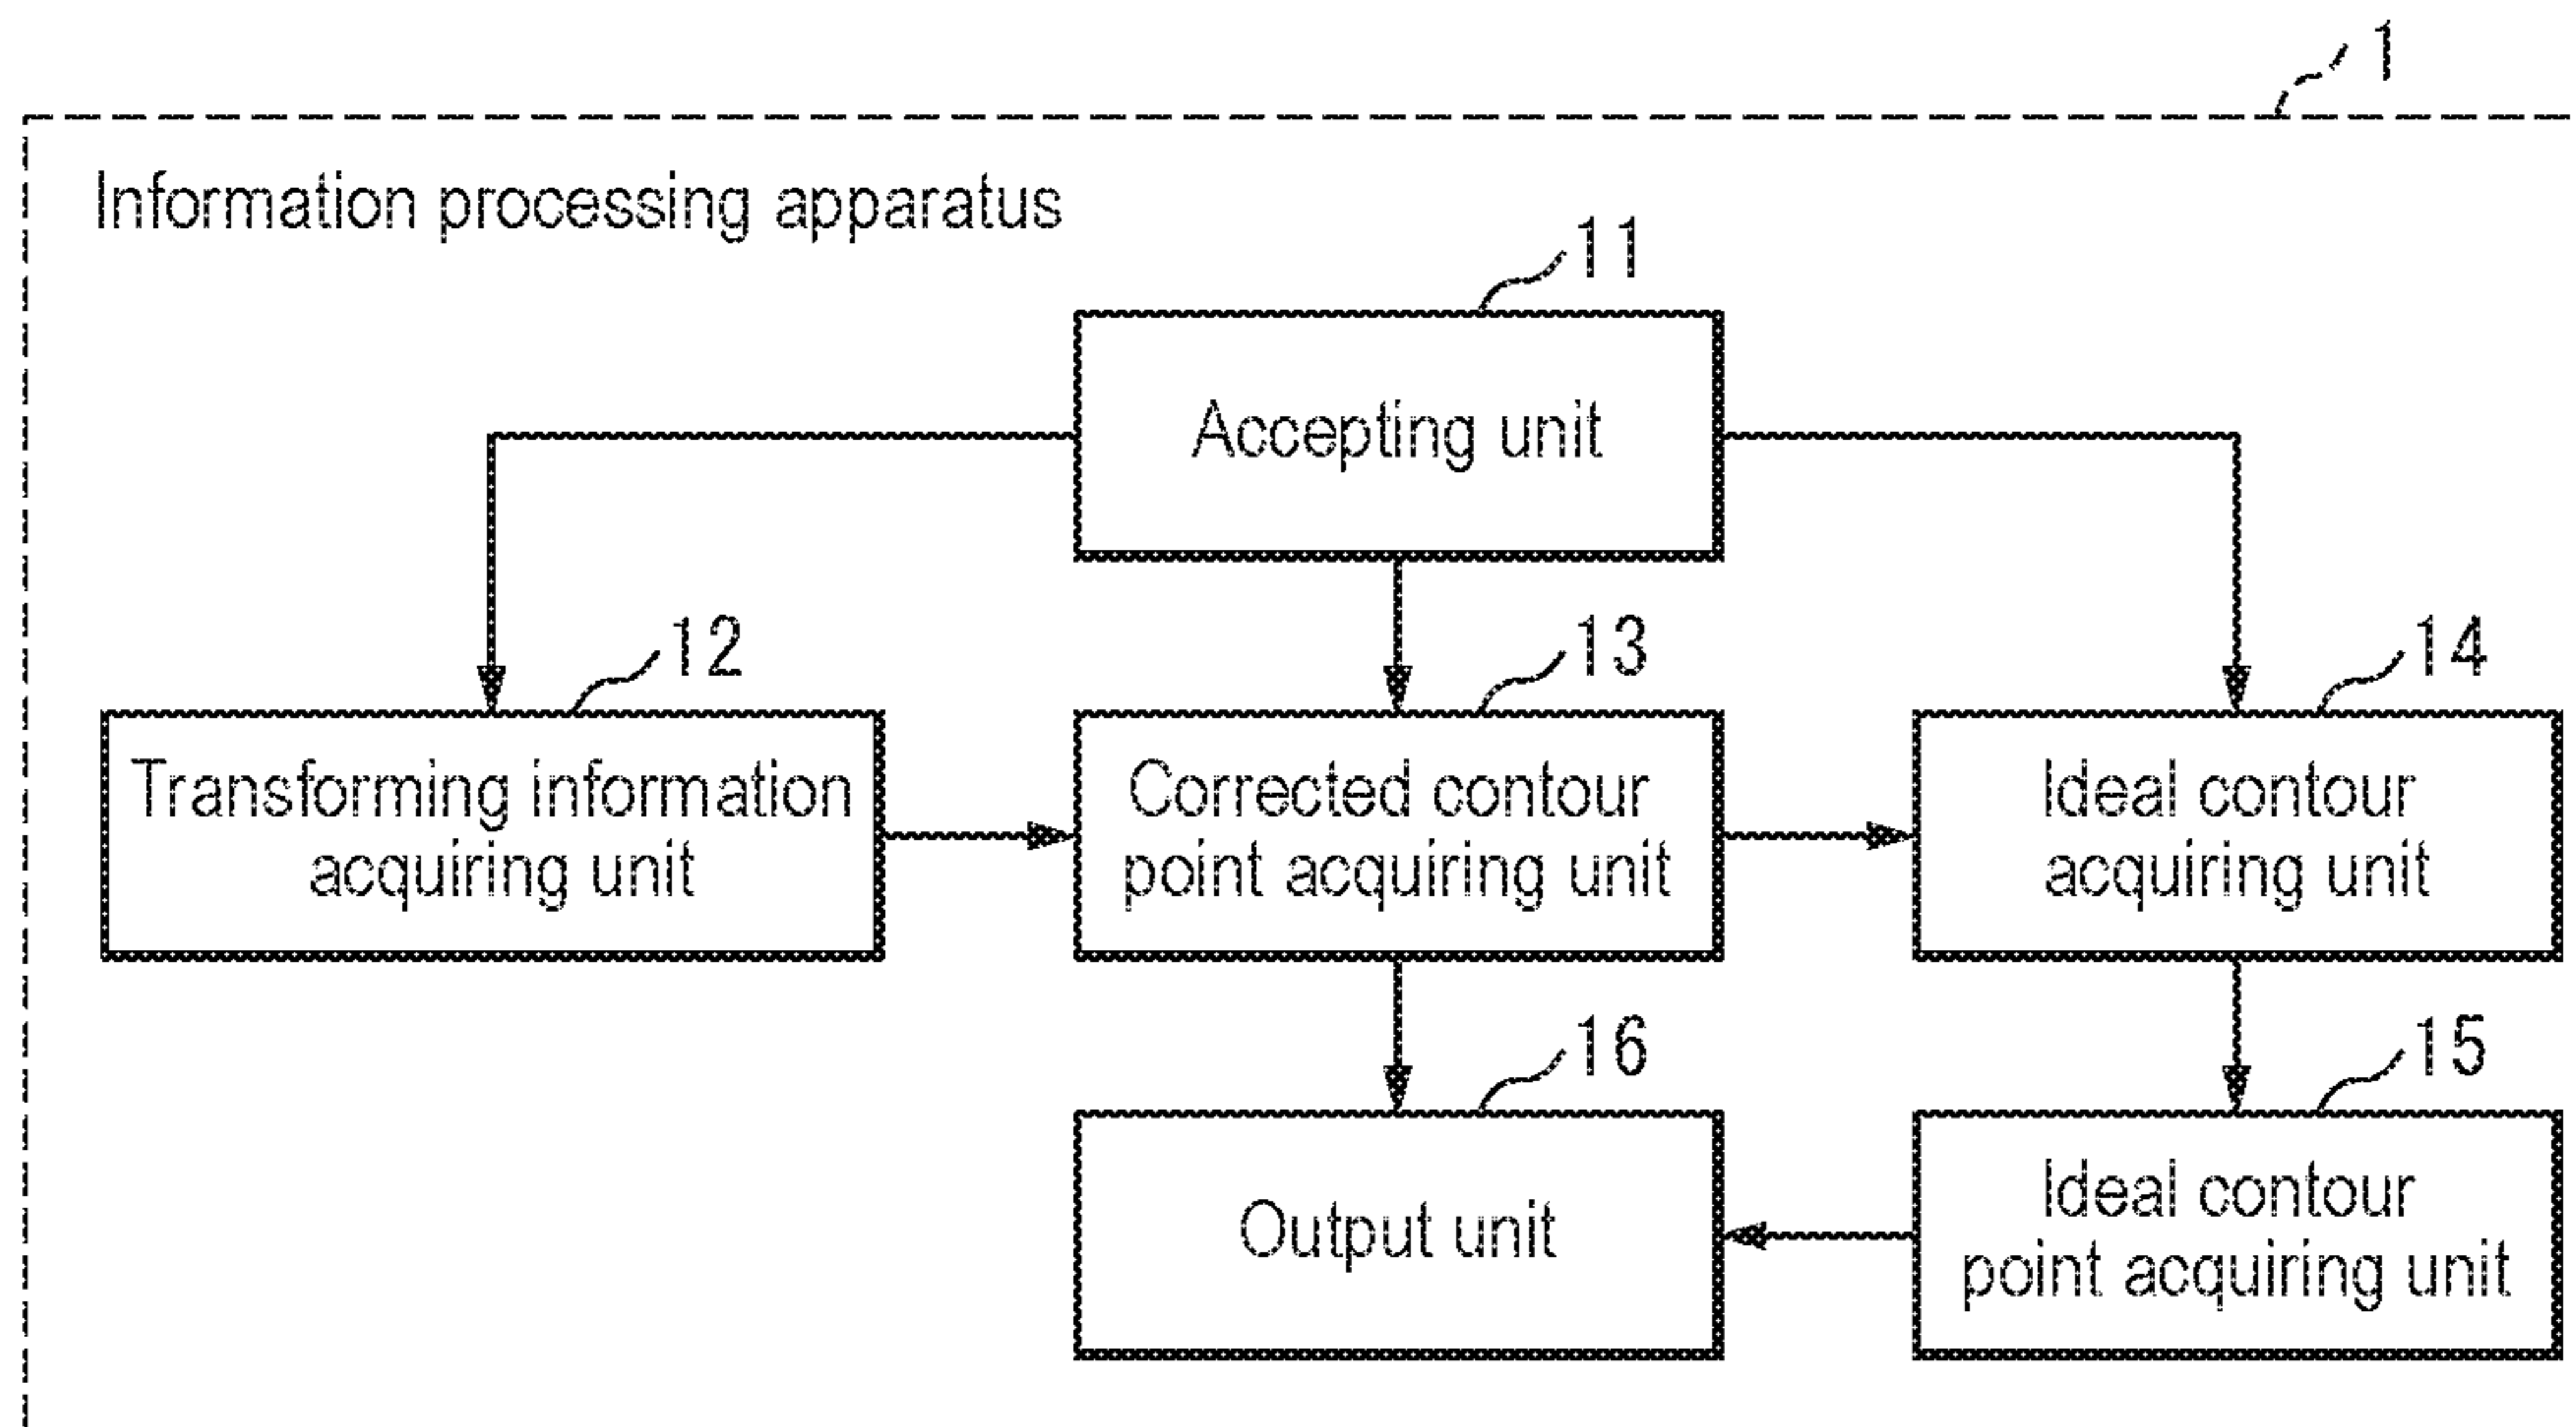 1
Information processing apparatus
11
Accepting unit
12
13
14
Transforming information
acquiring unit
Corrected contour
point acquiring unit
Ideal contour
acquiring unit
16
15
Output unit
Ideal contour
point acquiring unit